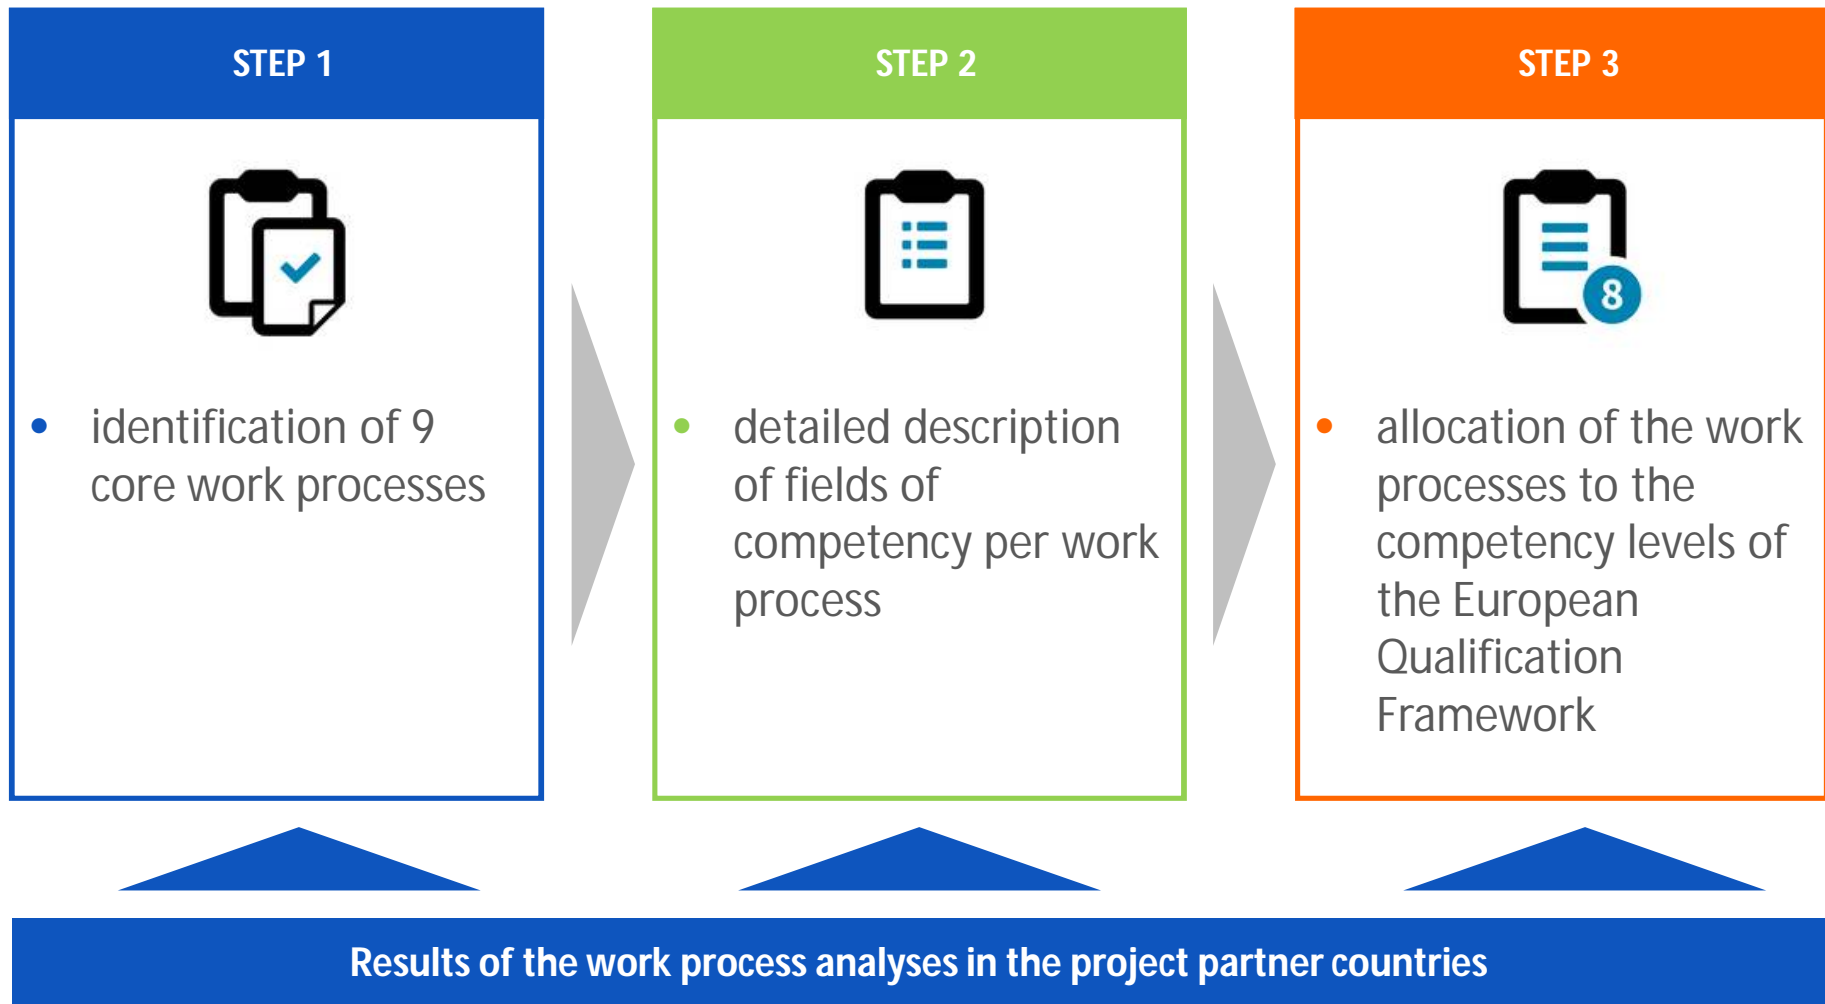 STEP 1
• identification of 9
core work processes
STEP 2
• detailed description
of fields of
competency per work
process
STEP 3
8
• allocation of the work
processes to the
competency levels of
the European
Qualification
Framework
Results of the work process analyses in the project partner countries